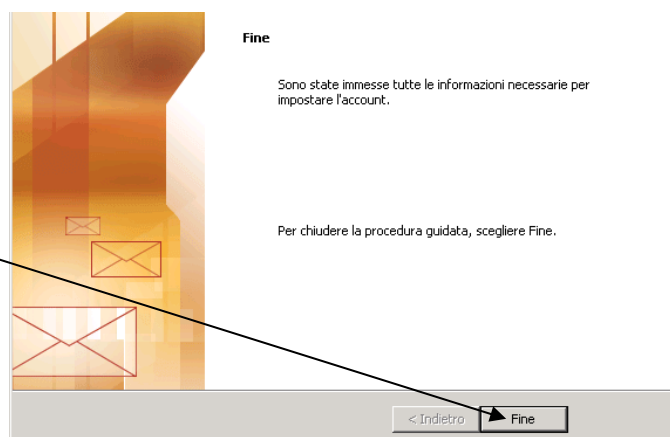 Fine
Sono state immesse tutte le informazioni necessarie per
impostare l'account.
Per chiudere la procedura guidata, scegliere Fine.
< Indietro Fine